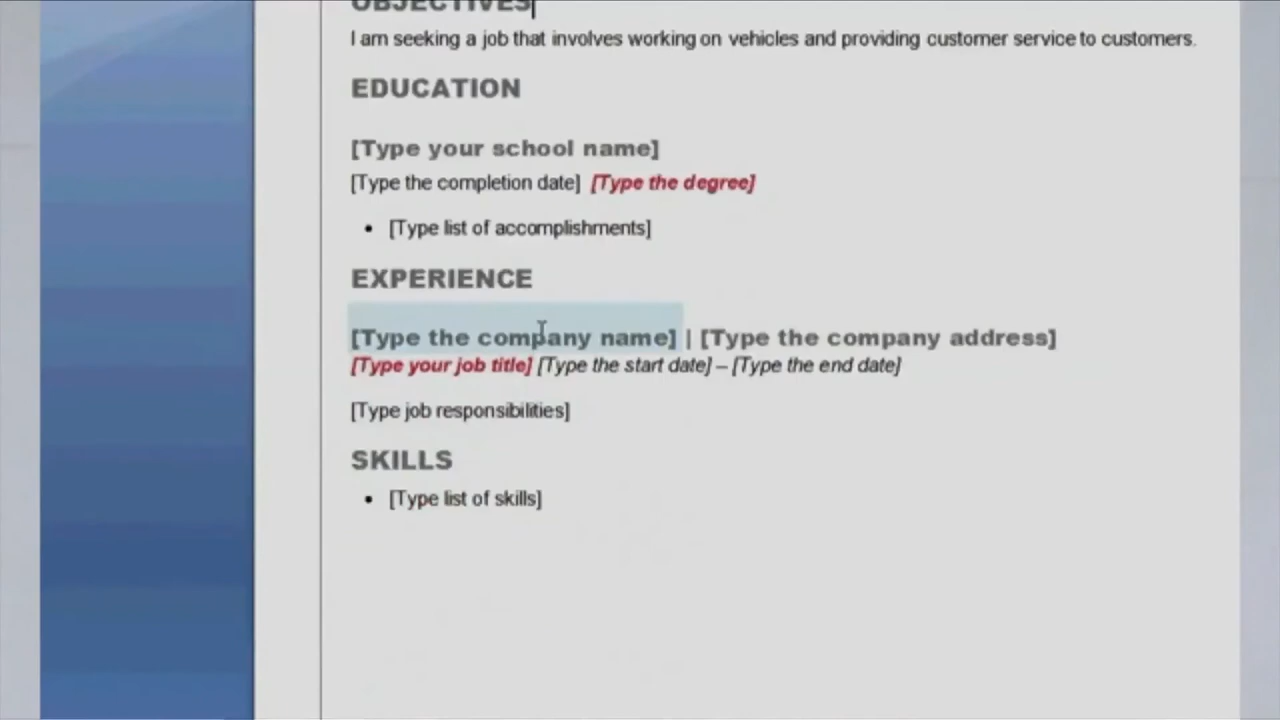 OBJECTIVES
I am seeking a job that involves working on vehicles and providing customer service to customers.
EDUCATION
[Type your school name]
[Type the completion date] [Type the degree]
• [Type list of accomplishments]
EXPERIENCE
[Type the company name] | [Type the company address]
[Type your job title] [Type the start date] – [Type the end date]
[Type job responsibilities]
SKILLS
• [Type list of skills]